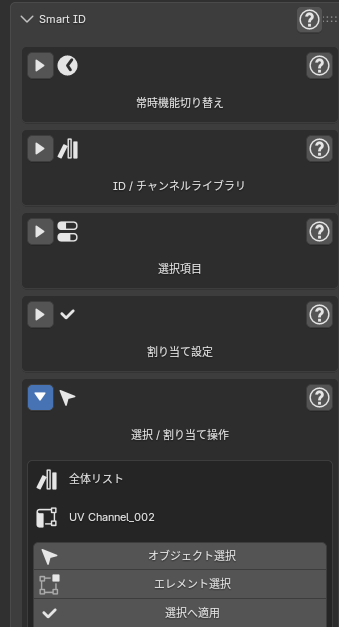 Smart ID
常時機能切り替え
ID / チャンネルライブラリ
選択項目
割り当て設定
選択 / 割り当て操作
全体リスト
UV Channel_002
オブジェクト選択
エレメント選択
選択へ適用